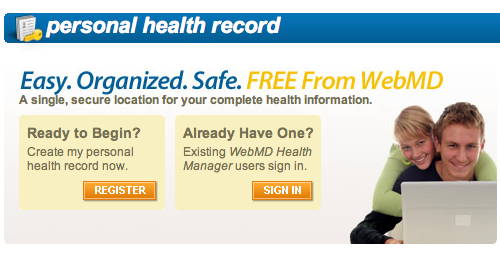 personal health record
Easy. Organized. Safe. FREE From WebMD
A single, secure location for your complete health information.
Ready to Begin?
Create my personal
health record now.
REGISTER
Already Have One?
Existing WebMD Health
Manager users sign in.
SIGN IN